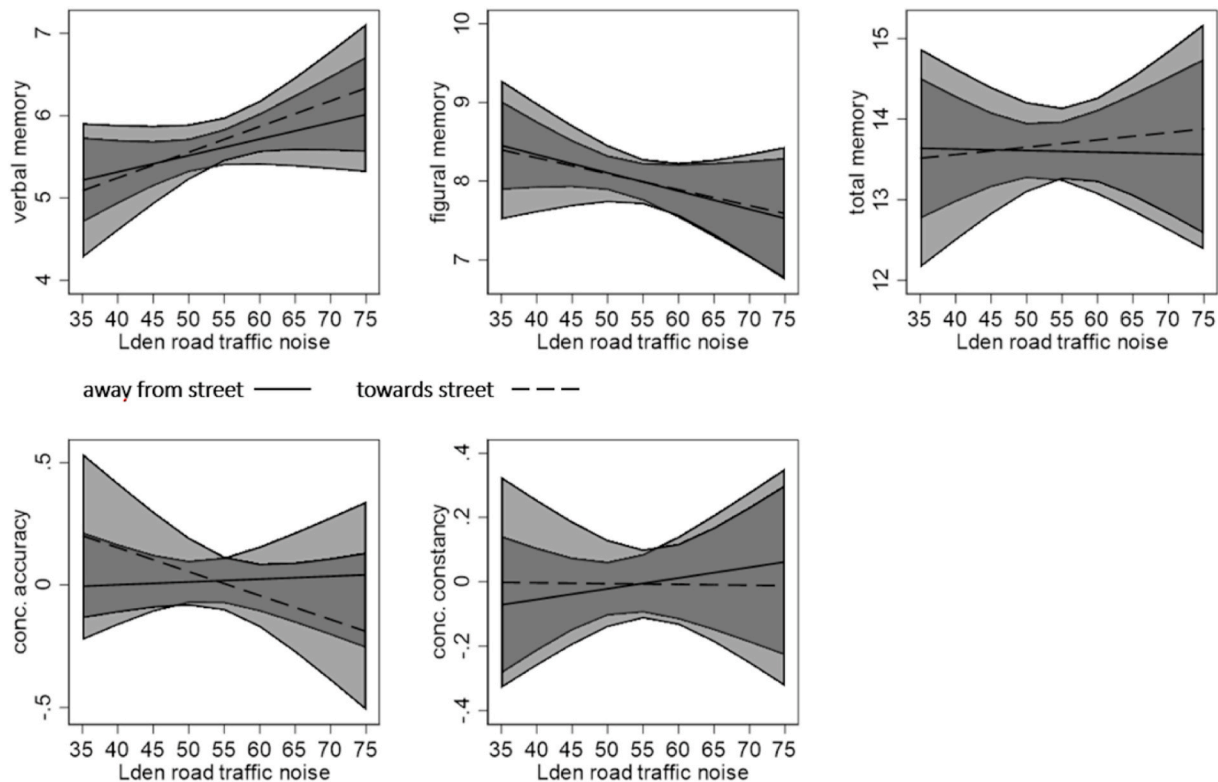 verbal memory
7
6
5
4
35 40 45 50 55 60 65 70 75
Lden road traffic noise
figural memory
10
9
8
7
35 40 45 50 55 60 65 70 75
Lden road traffic noise
total memory
15
14
13
12
35 40 45 50 55 60 65 70 75
Lden road traffic noise
away from street
towards street
conc. accuracy
.5
0
-.5
35 40 45 50 55 60 65 70 75
Lden road traffic noise
conc. constancy
.4
.2
0
-.2
-.4
35 40 45 50 55 60 65 70 75
Lden road traffic noise